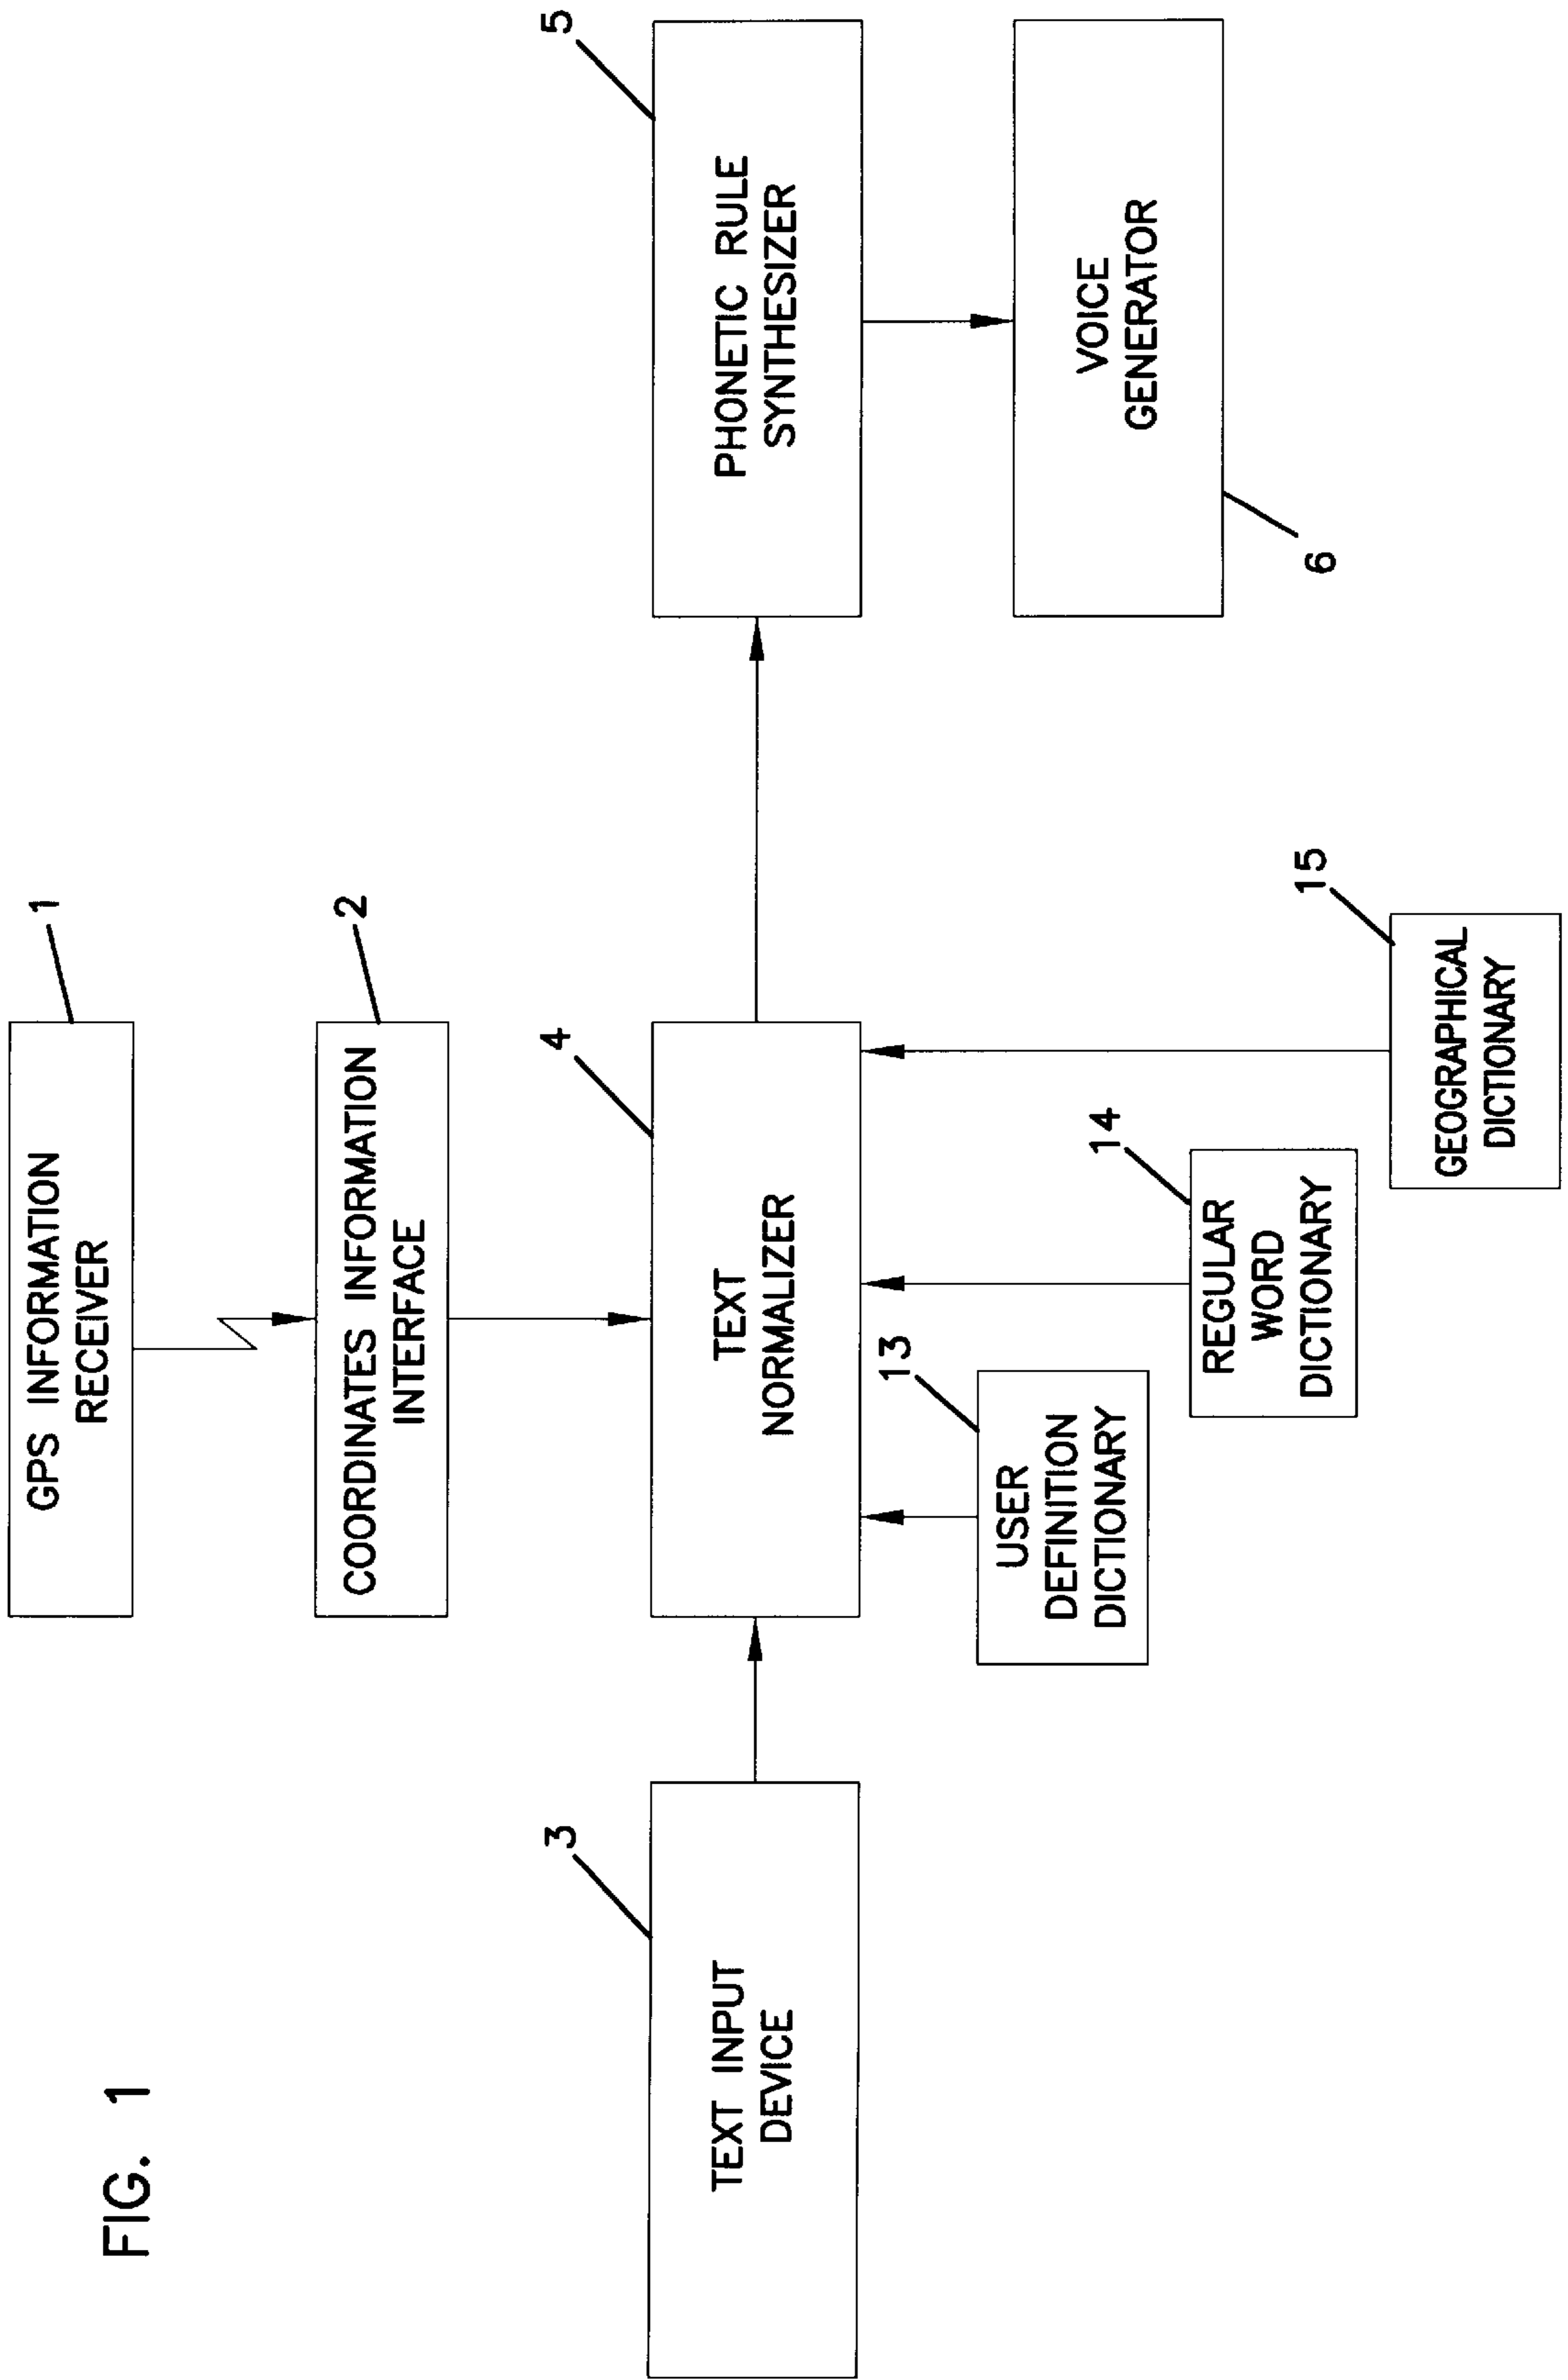 FIG. 1
1
GPS INFORMATION
RECEIVER
2
COORDINATES INFORMATION
INTERFACE
3
TEXT INPUT
DEVICE
4
TEXT
NORMALIZER
5
PHONETIC RULE
SYNTHESIZER
13
USER
DEFINITION
DICTIONARY
14
REGULAR
WORD
DICTIONARY
15
GEOGRAPHICAL
DICTIONARY
VOICE
GENERATOR
6